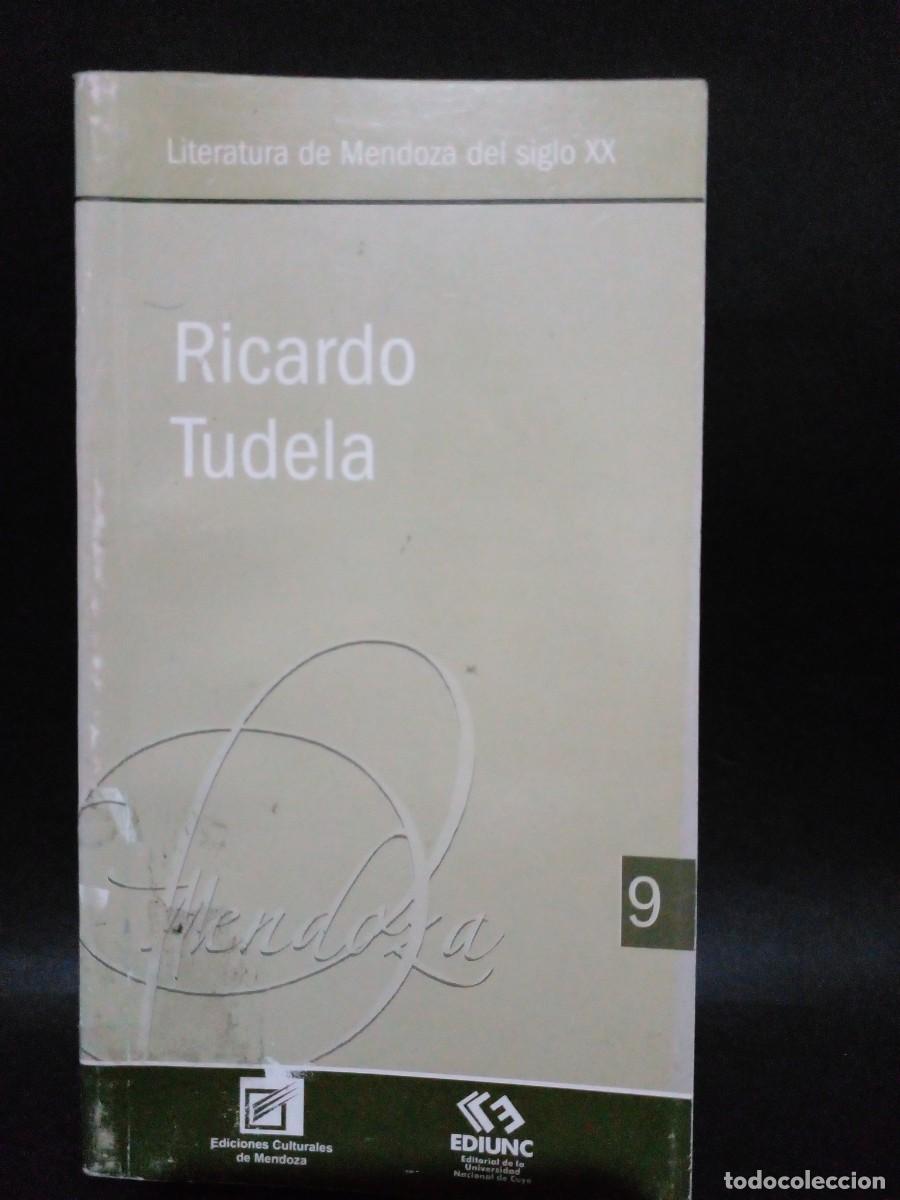 Literatura de Mendoza del siglo XX
Ricardo
Tudela
Mendoza
9
Ediciones Culturales
de Mendoza
EDIUNC
Editorial de la
Universidad
Nacional de Cuyo
todocoleccion